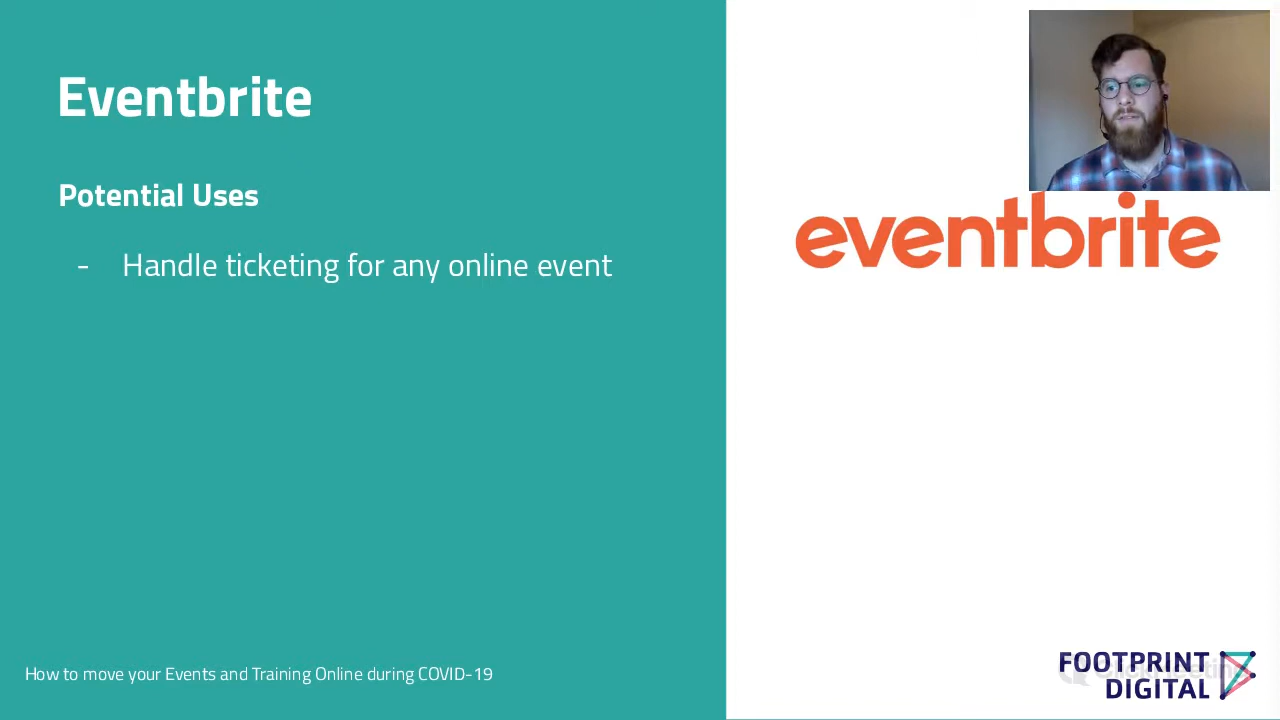 Eventbrite
Potential Uses
- Handle ticketing for any online event
eventbrite
How to move your Events and Training Online during COVID-19
FOOTPRINT
DIGITAL
ClickMeeting